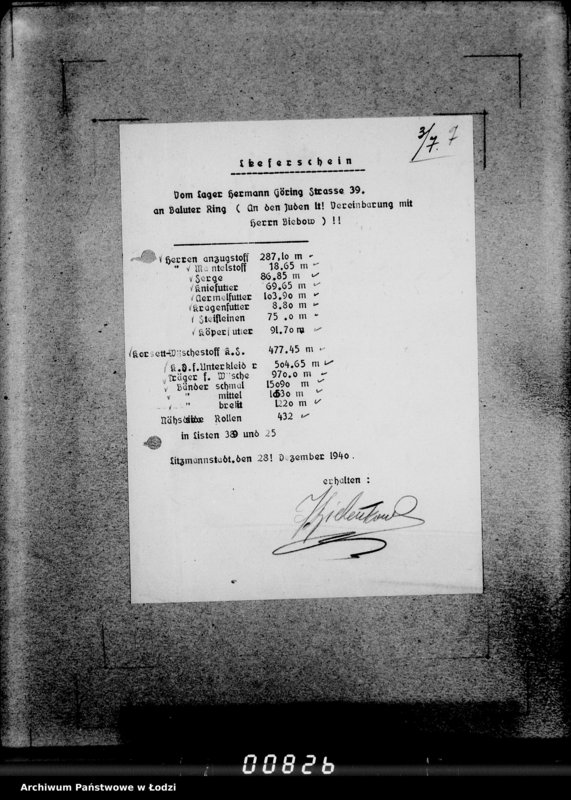 3/7. 9
Lieferschein
Vom Lager Hermann Göring Strasse 39.
an Baluter Ring ( An den Juden lt! Vereinbarung mit
Herrn Biebow ) !!
√ Herren anzugstoff 287,10 m
" √ Mantelstoff 18.65 m
√ Serge 86.85 m
√ Kniefutter 69.65 m
√ Aermelfutter 103.90 m
√ Kragenfutter 8.80 m
√ Steifleinen 75 .0 m
√ Köperfutter 91.70 m
√ Korsett-Wäschestoff K.S. 477.45 m
√ K.S.f.Unterkleid r 504.65 m
√ Träger f. Wäsche 970.0 m
√ Bänder schmal 15090 m
√ " mittel m
√ " breit 1220 m
Nähseide Rollen 432
in Listen und 25
Litzmannstadt.den 28! Dezember 1940.
erhalten :
00826
Archiwum Państwowe w Łodzi